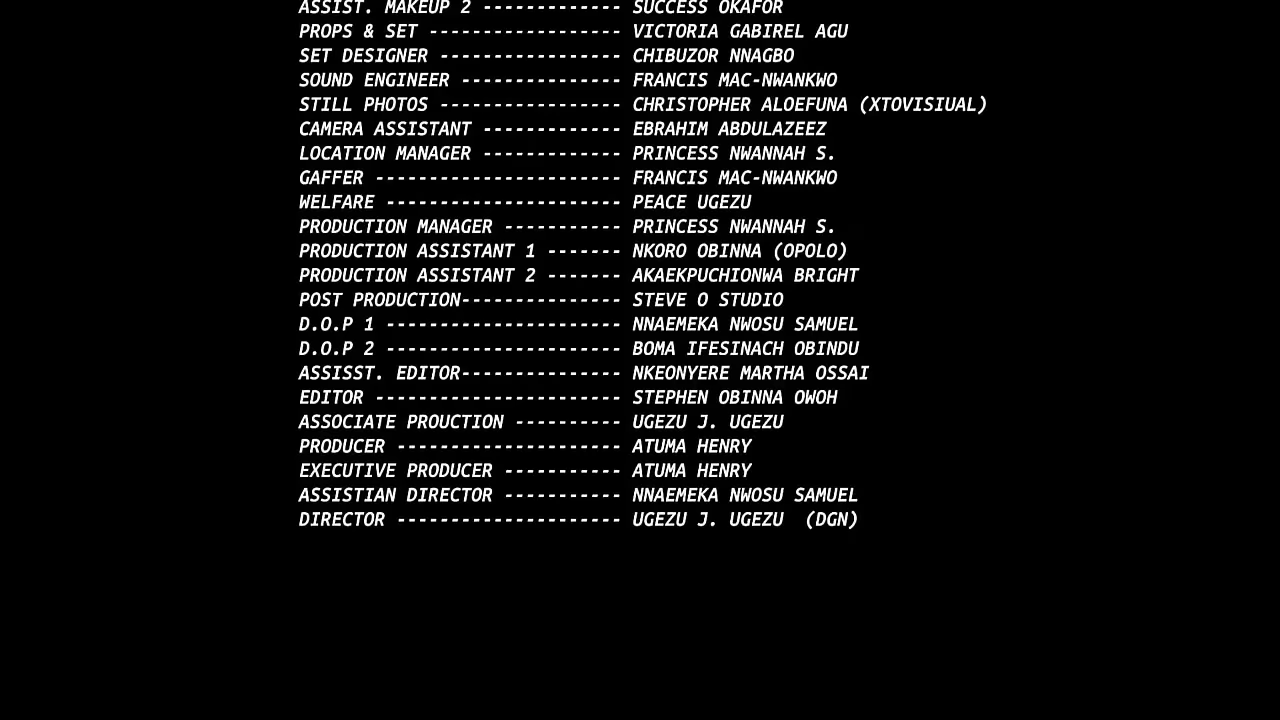 ASSIST. MAKEUP 2 ------------- SUCCESS OKAFOR
PROPS & SET ------------------ VICTORIA GABIREL AGU
SET DESIGNER ----------------- CHIBUZOR NNAGBO
SOUND ENGINEER --------------- FRANCIS MAC-NWANKWO
STILL PHOTOS ----------------- CHRISTOPHER ALOEFUNA (XTOVISIUAL)
CAMERA ASSISTANT ------------- EBRAHIM ABDULAZEEZ
LOCATION MANAGER ------------- PRINCESS NWANNAH S.
GAFFER ----------------------- FRANCIS MAC-NWANKWO
WELFARE ---------------------- PEACE UGEZU
PRODUCTION MANAGER ----------- PRINCESS NWANNAH S.
PRODUCTION ASSISTANT 1 ------- NKORO OBINNA (OPOLO)
PRODUCTION ASSISTANT 2 ------- AKAEKPUCHIONWA BRIGHT
POST PRODUCTION--------------- STEVE O STUDIO
D.O.P 1 ---------------------- NNAEMEKA NWOSU SAMUEL
D.O.P 2 ---------------------- BOMA IFESINACH OBINDU
ASSISST. EDITOR--------------- NKEONYERE MARTHA OSSAI
EDITOR ----------------------- STEPHEN OBINNA OWOH
ASSOCIATE PROUCTION ---------- UGEZU J. UGEZU
PRODUCER --------------------- ATUMA HENRY
EXECUTIVE PRODUCER ----------- ATUMA HENRY
ASSISTIAN DIRECTOR ----------- NNAEMEKA NWOSU SAMUEL
DIRECTOR --------------------- UGEZU J. UGEZU  (DGN)